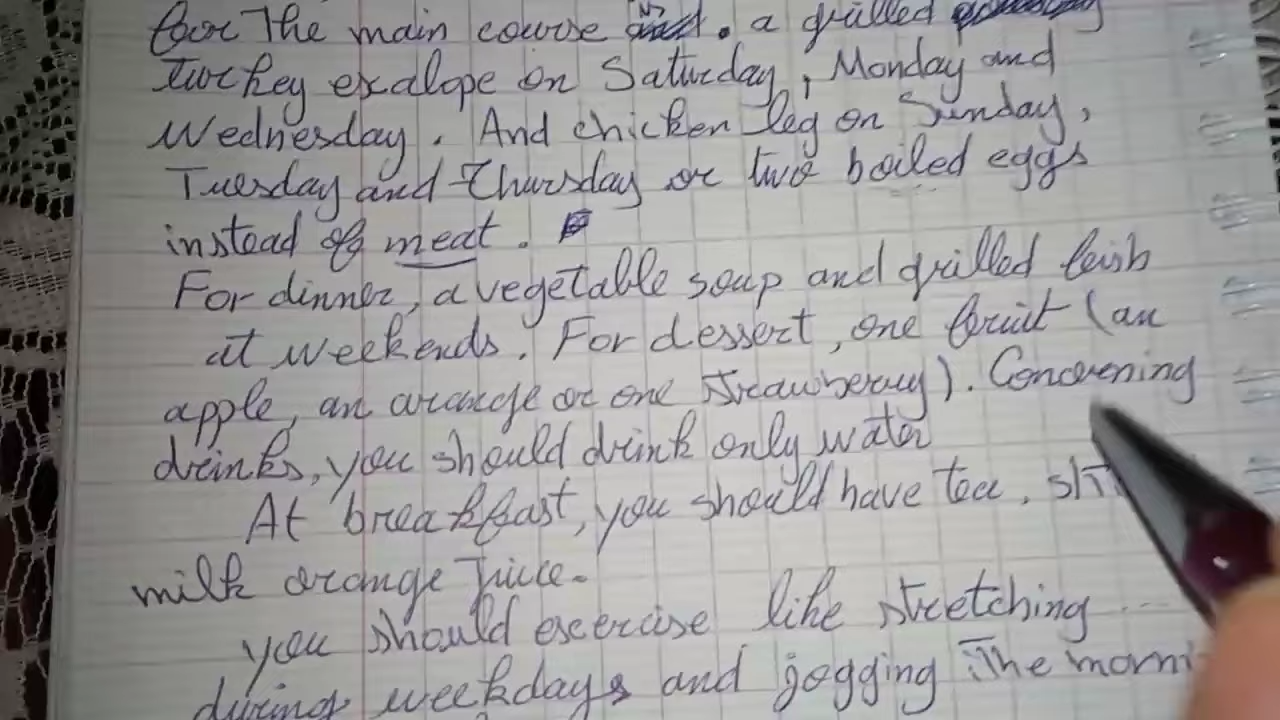 for The main course . a grilled
turkey exalope on Saturday, Monday and
Wednesday. And chicken leg on Sunday,
Tuesday and Thursday or two boiled eggs
instead of meat.
For dinner, a vegetable soup and grilled fish
at weekends. For dessert, one fruit (an
apple, an orange or one strawberry). Concerning
drinks, you should drink only water
At breakfast, you should have tea,
milk orange Juice.
you should exercise like stretching
during weekdays and jogging The